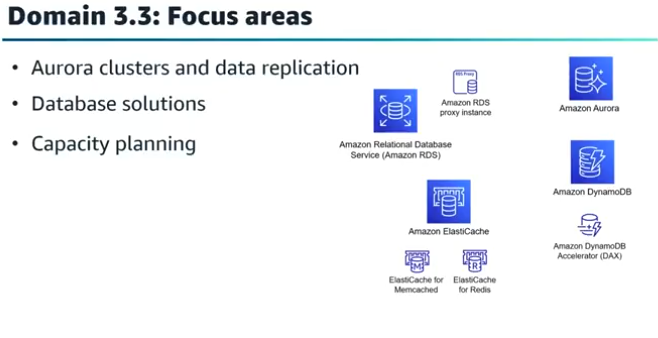 Domain 3.3: Focus areas
• Aurora clusters and data replication
• Database solutions
• Capacity planning
RDS Proxy
Amazon RDS
proxy instance
Amazon Aurora
Amazon Relational Database
Service (Amazon RDS)
Amazon DynamoDB
Amazon ElastiCache
Amazon DynamoDB
Accelerator (DAX)
M
R
ElastiCache for
Memcached
ElastiCache
for Redis